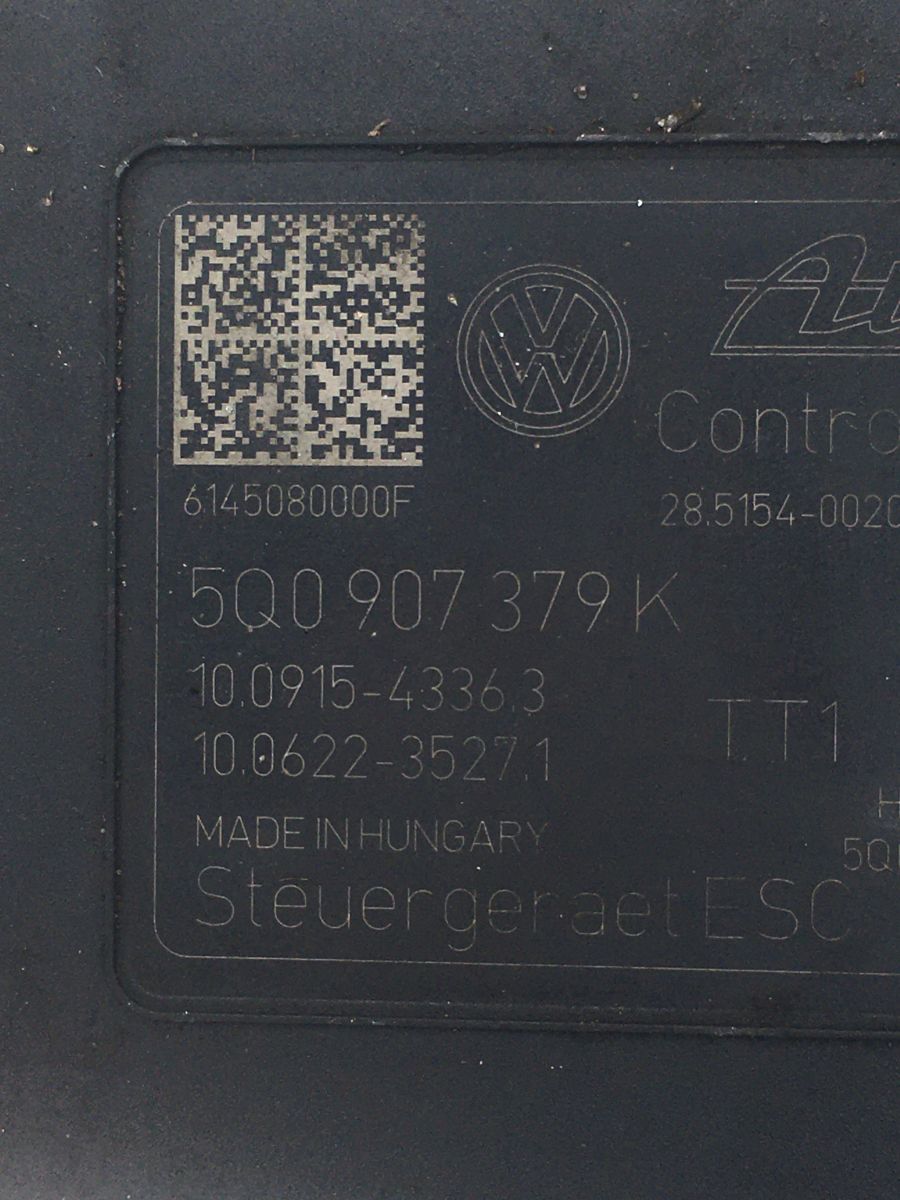 6145080000F
28.5154-0020
5Q0 907 379 K
10.0915-4336.3
10.0622-3527.1
TT1
MADE IN HUNGARY
Steuergeraet ESC